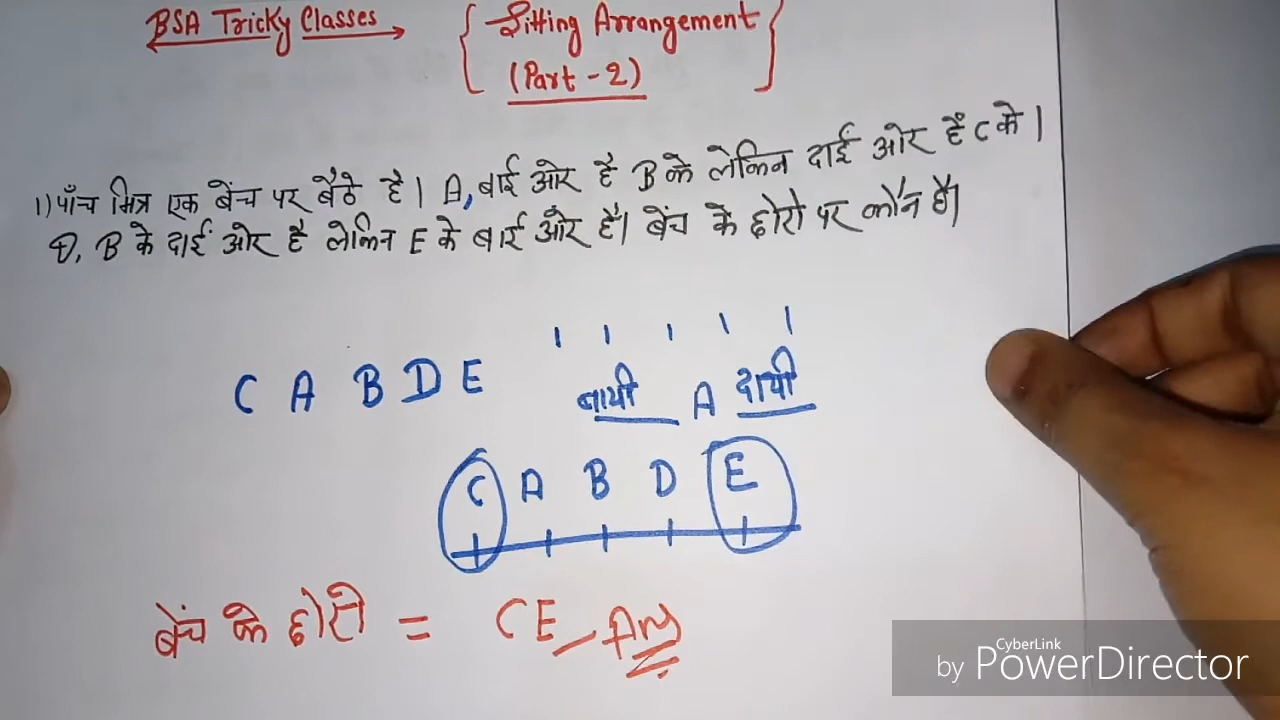 BSA Tricky Classes
Sitting Arrangement
(Part - 2)
1) पाँच मित्र एक बेंच पर बैठे है। A, बाई ओर है B के लेकिन दाईं ओर है C के।
D, B के दाईं ओर है लेकिन E के बाईं ओर है। बेंच के छोरो पर कौन है।
C A B D E
बायी A दायी
C A B D E
बेंच के छोरो = CE Ans
CyberLink
by PowerDirector